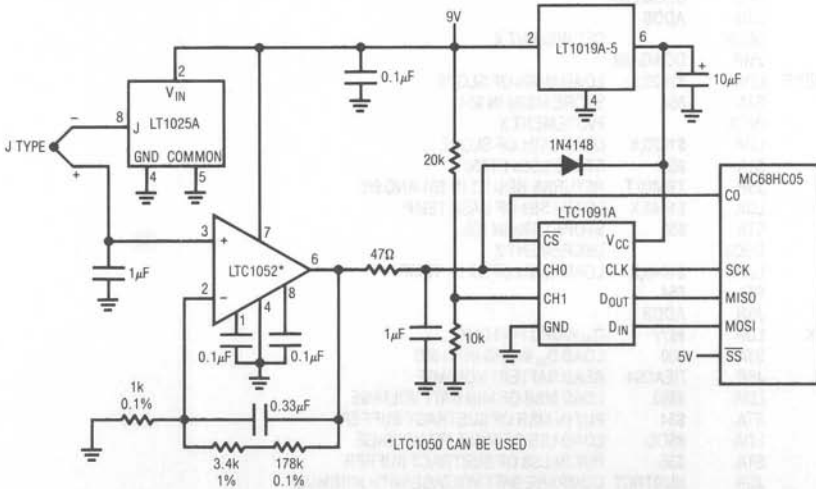 9V
2
LT1019A-5
6
4
+
10µF
0.1µF
2
V IN
8
J
LT1025A
GND
COMMON
4
5
−
J TYPE
+
20k
1N4148
MC68HC05
C0
LTC1091A
CS
VCC
CH0
CLK
SCK
CH1
DOUT
MISO
GND
DIN
MOSI
5V
SS
3
+
7
LTC1052*
6
47Ω
2
−
1
4
8
1µF
0.1µF
0.1µF
1µF
10k
1k
0.1%
0.33µF
3.4k
1%
178k
0.1%
*LTC1050 CAN BE USED